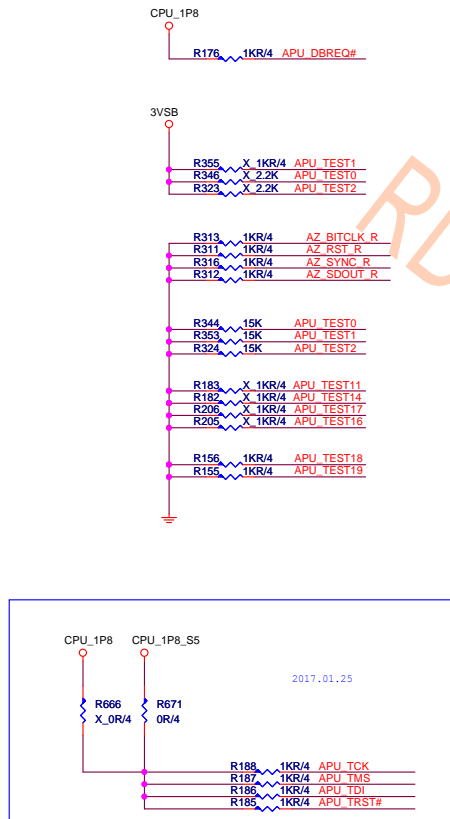 CPU_1P8
R176 1KR/4 APU_DBREQ#
3VSB
R355 X_1KR/4 APU_TEST1
R346 X_2.2K APU_TEST0
R323 X_2.2K APU_TEST2
R313 1KR/4 AZ_BITCLK_R
R311 1KR/4 AZ_RST_R
R316 1KR/4 AZ_SYNC_R
R312 1KR/4 AZ_SDOUT_R
R344 15K APU_TEST0
R353 15K APU_TEST1
R324 15K APU_TEST2
R183 X_1KR/4 APU_TEST11
R182 X_1KR/4 APU_TEST14
R206 X_1KR/4 APU_TEST17
R205 X_1KR/4 APU_TEST16
R156 1KR/4 APU_TEST18
R155 1KR/4 APU_TEST19
CPU_1P8 CPU_1P8_S5
2017.01.25
R666 R671
X_0R/4 0R/4
R188 1KR/4 APU_TCK
R187 1KR/4 APU_TMS
R186 1KR/4 APU_TDI
R185 1KR/4 APU_TRST#